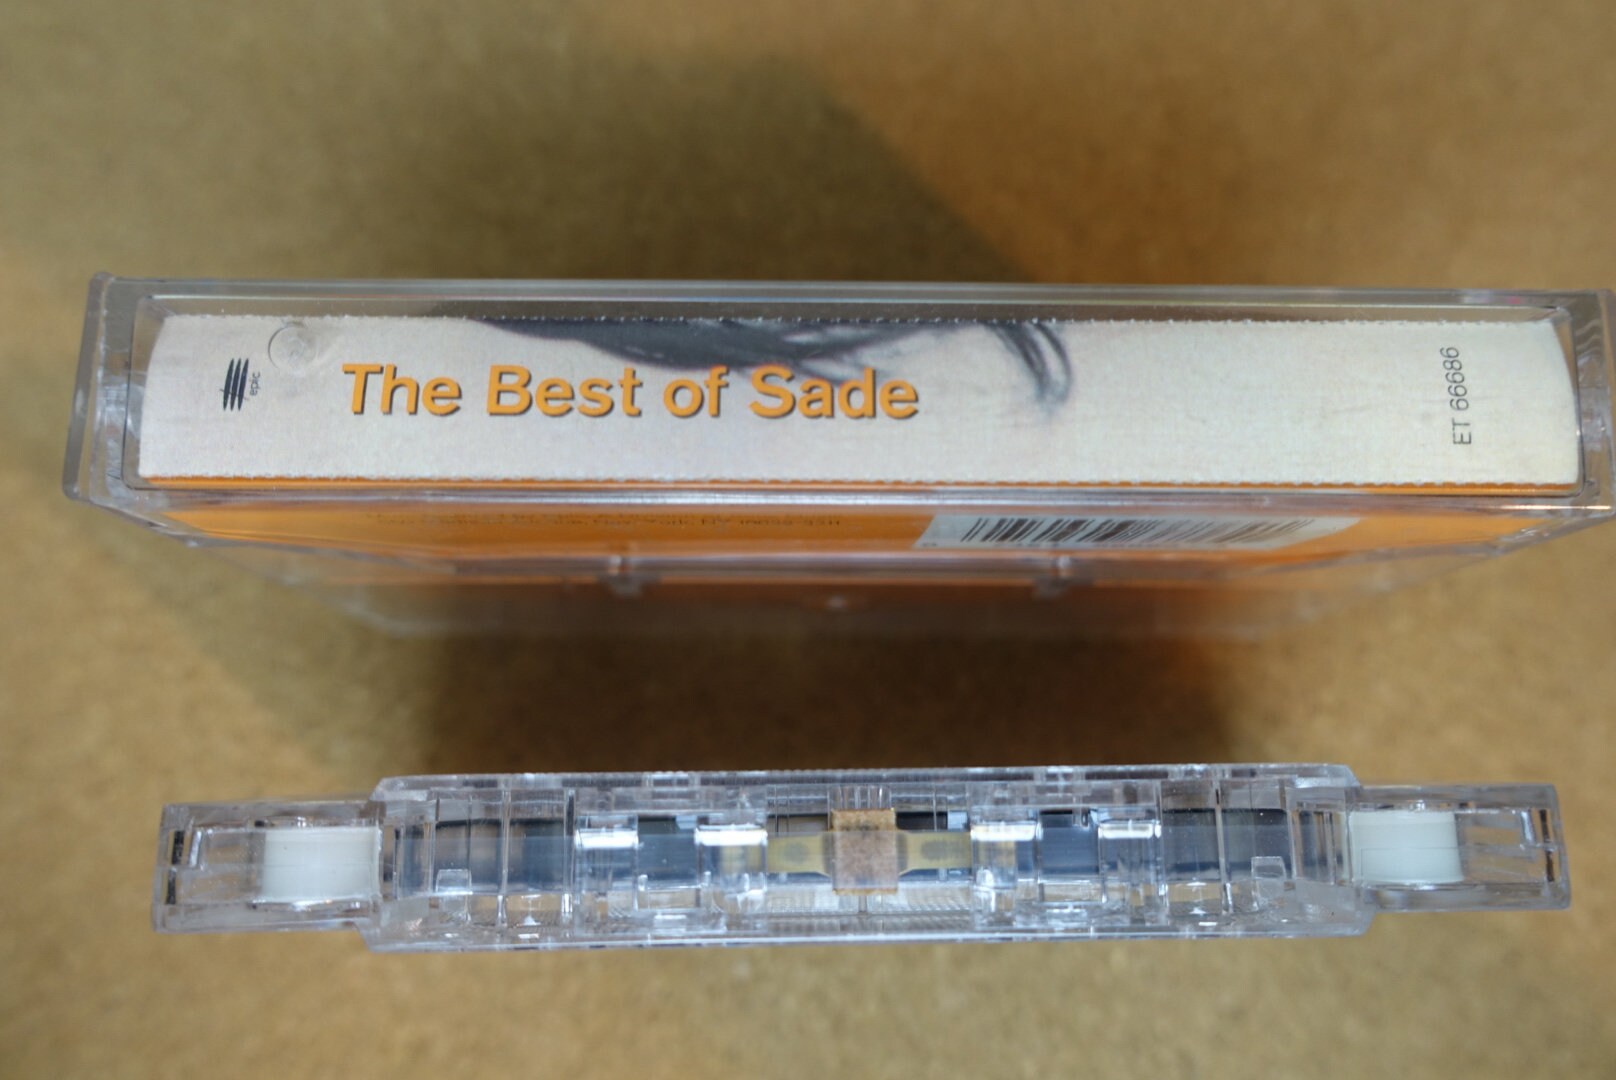 epic
The Best of Sade
ET 66686